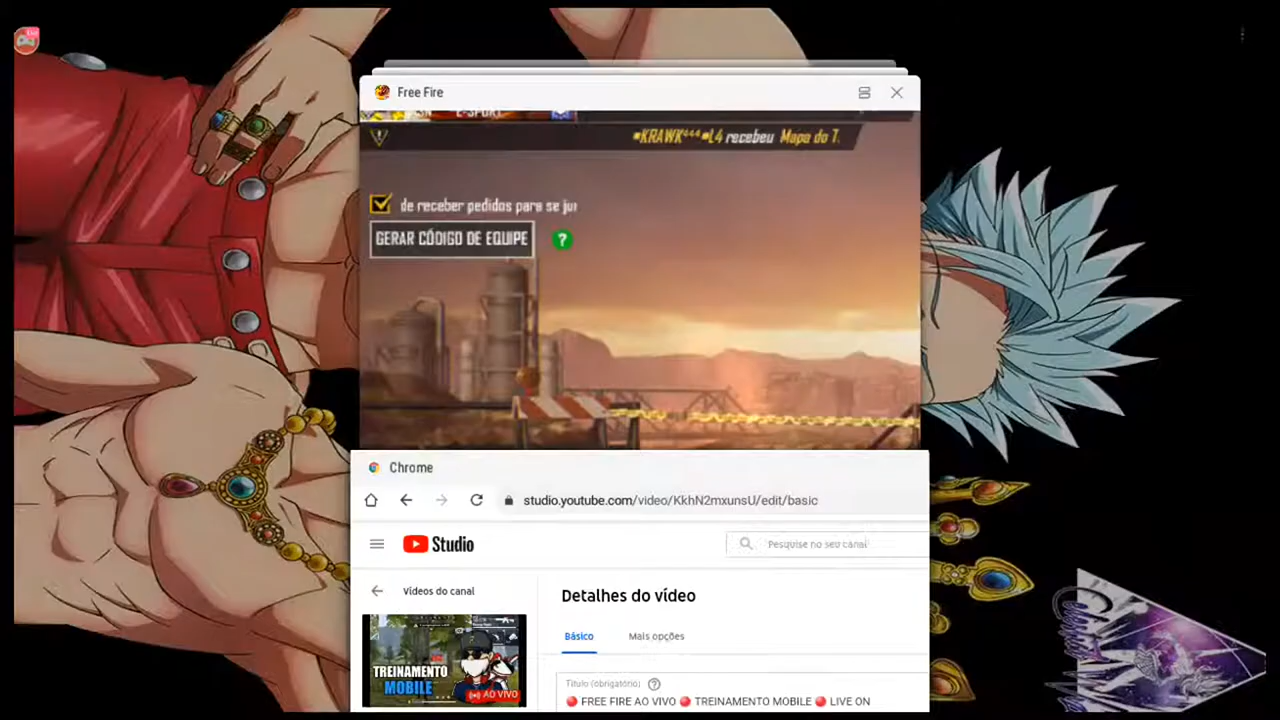 Free Fire
E-SPORT
*KRAWK⁴⁴⁴*L4 recebeu Mapa do T
de receber pedidos para se jun
GERAR CÓDIGO DE EQUIPE
?
Chrome
studio.youtube.com/video/KkhN2mxunsU/edit/basic
Studio
Pesquise no seu canal
Vídeos do canal
Detalhes do vídeo
Básico
Mais opções
TREINAMENTO
MOBILE
AO VIVO
Título (obrigatório)
🔴 FREE FIRE AO VIVO 🔴 TREINAMENTO MOBILE 🔴 LIVE ON